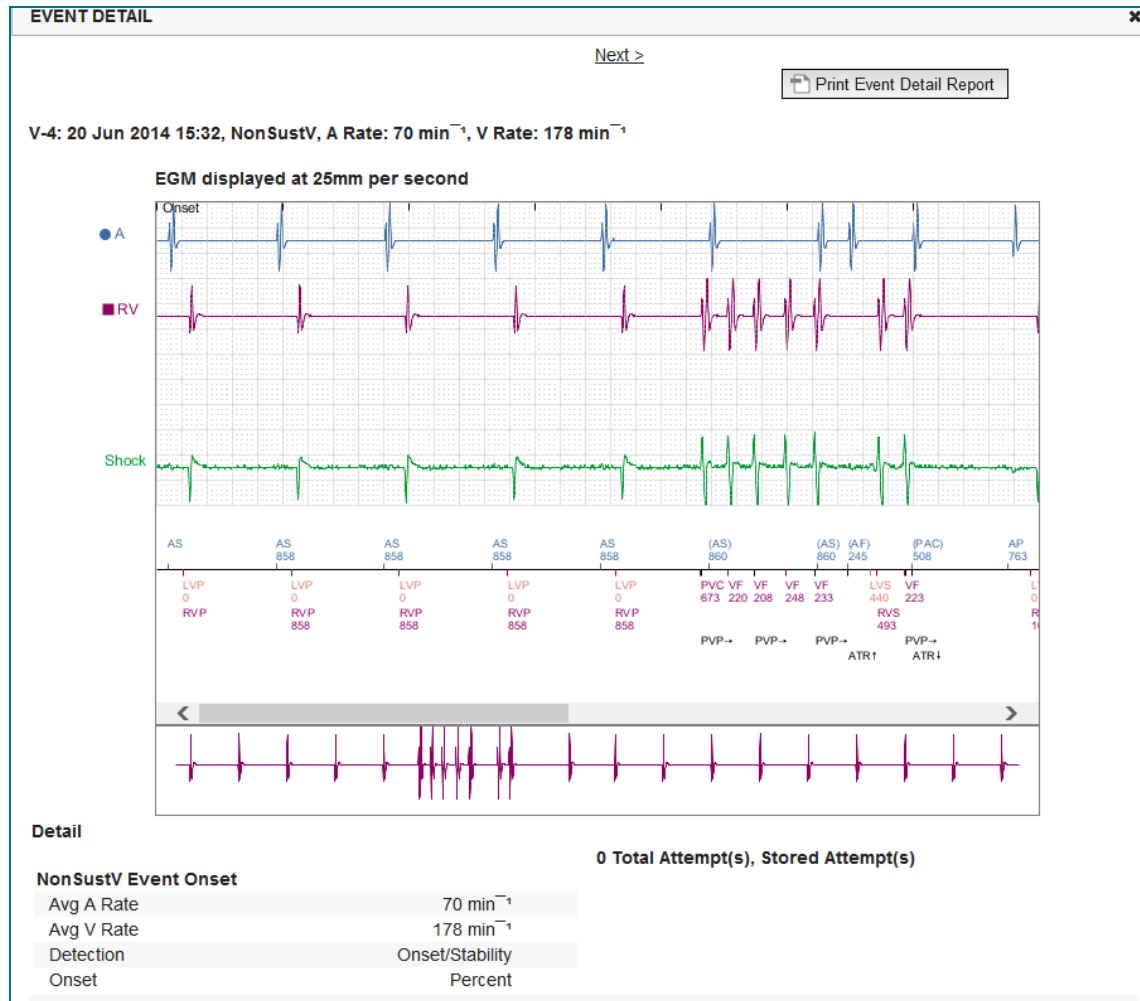 EVENT DETAIL
Next >
Print Event Detail Report
V-4: 20 Jun 2014 15:32, NonSustV, A Rate: 70 min⁻¹, V Rate: 178 min⁻¹
EGM displayed at 25mm per second
Onset
A
RV
Shock
AS AS AS AS AS (AS) (AS) (AF) (PAC) AP
858 858 858 858 860 860 245 508 763
LVP LVP LVP LVP LVP PVC VF VF VF VF LVS VF
0 0 0 0 0 673 220 208 248 233 440 223
RVP RVP RVP RVP RVP RVS
858 858 858 858 493
PVP→ PVP→ PVP→ PVP→
ATR↑ ATR↓
Detail
0 Total Attempt(s), Stored Attempt(s)
NonSustV Event Onset
Avg A Rate 70 min⁻¹
Avg V Rate 178 min⁻¹
Detection Onset/Stability
Onset Percent